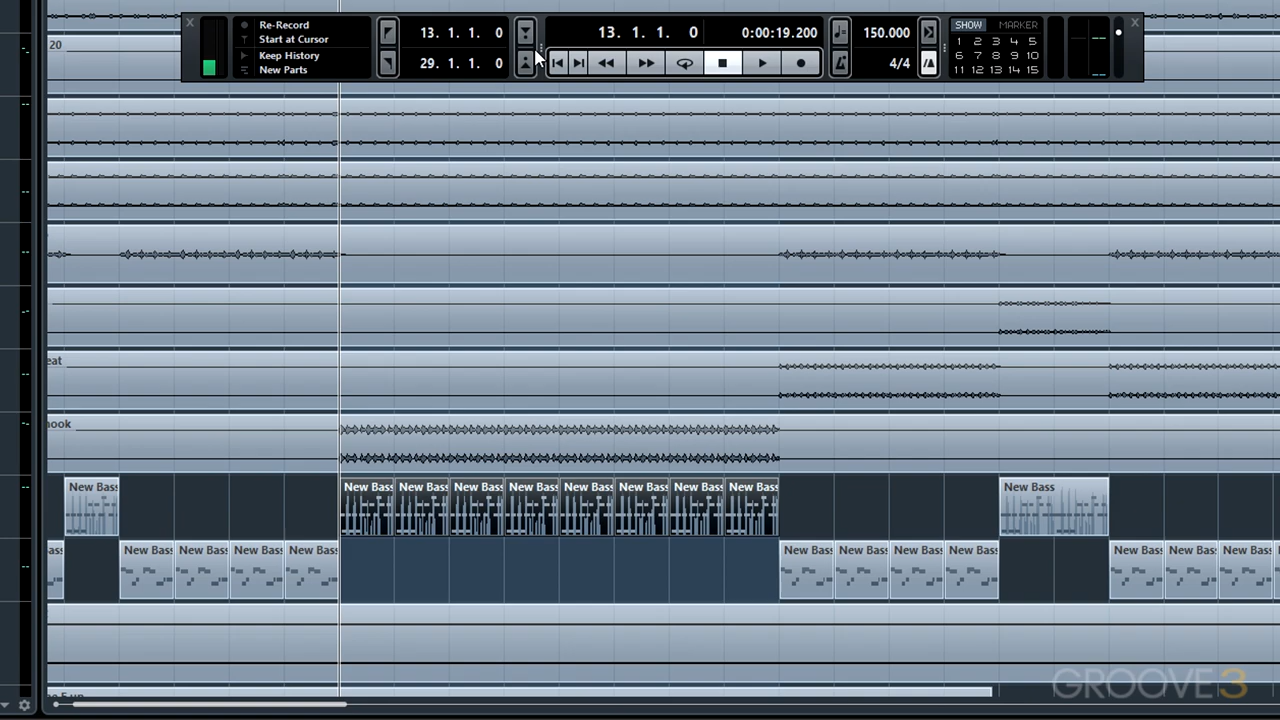 Re-Record
Start at Cursor
Keep History
New Parts
13. 1. 1. 0
29. 1. 1. 0
13. 1. 1. 0 0:00:19.200
150.000
4/4
SHOW MARKER
1 2 3 4 5
6 7 8 9 10
11 12 13 14 15
20
eat
hook
New Bass New Bass New Bass New Bass New Bass New Bass New Bass New Bass New Bass New Bass
New Bass New Bass New Bass New Bass New Bass New Bass New Bass New Bass New Bass New Bass New Bass
GROOVE3